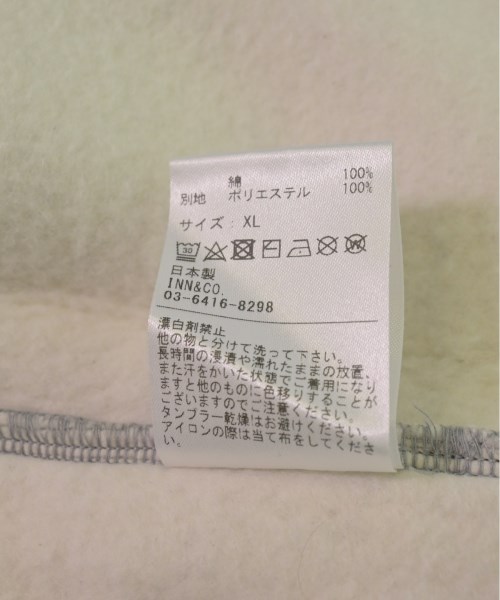 綿 100%
別地 ポリエステル 100%
サイズ: XL
30
日本製
INN&CO.
03-6416-8298
漂白剤禁止
他の物と分けて洗って下さい。
長時間の浸漬や濡れたままの放置、
また汗をかいた状態でご着用になり
ますと他のものに色移りすることが
ございますのでご注意ください。
タンブラー乾燥はお避けください。
アイロンの際は当て布をしてくださ
い。